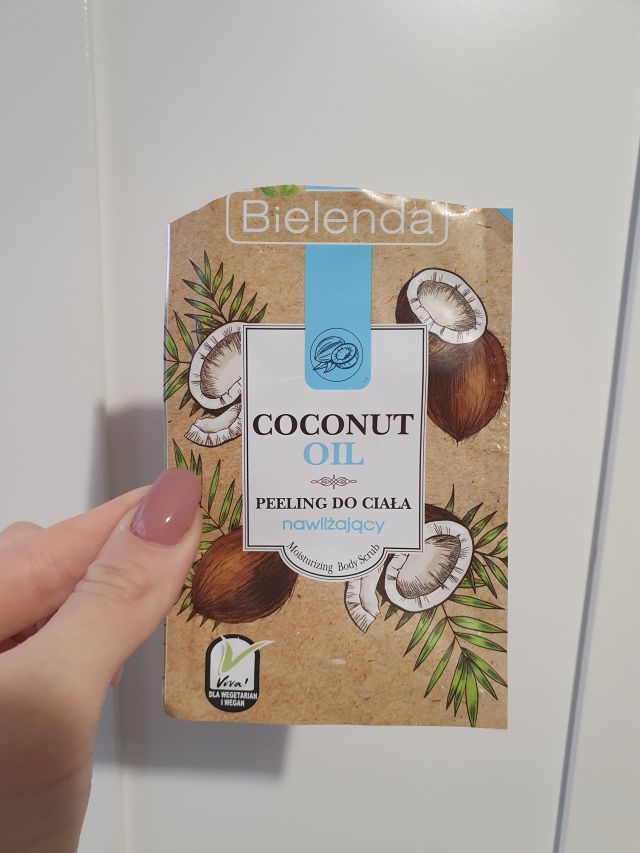 Bielenda
COCONUT
OIL
PEELING DO CIAŁA
nawilżający
Moisturizing Body Scrub
Viva!
DLA WEGETARIAN
I WEGAN